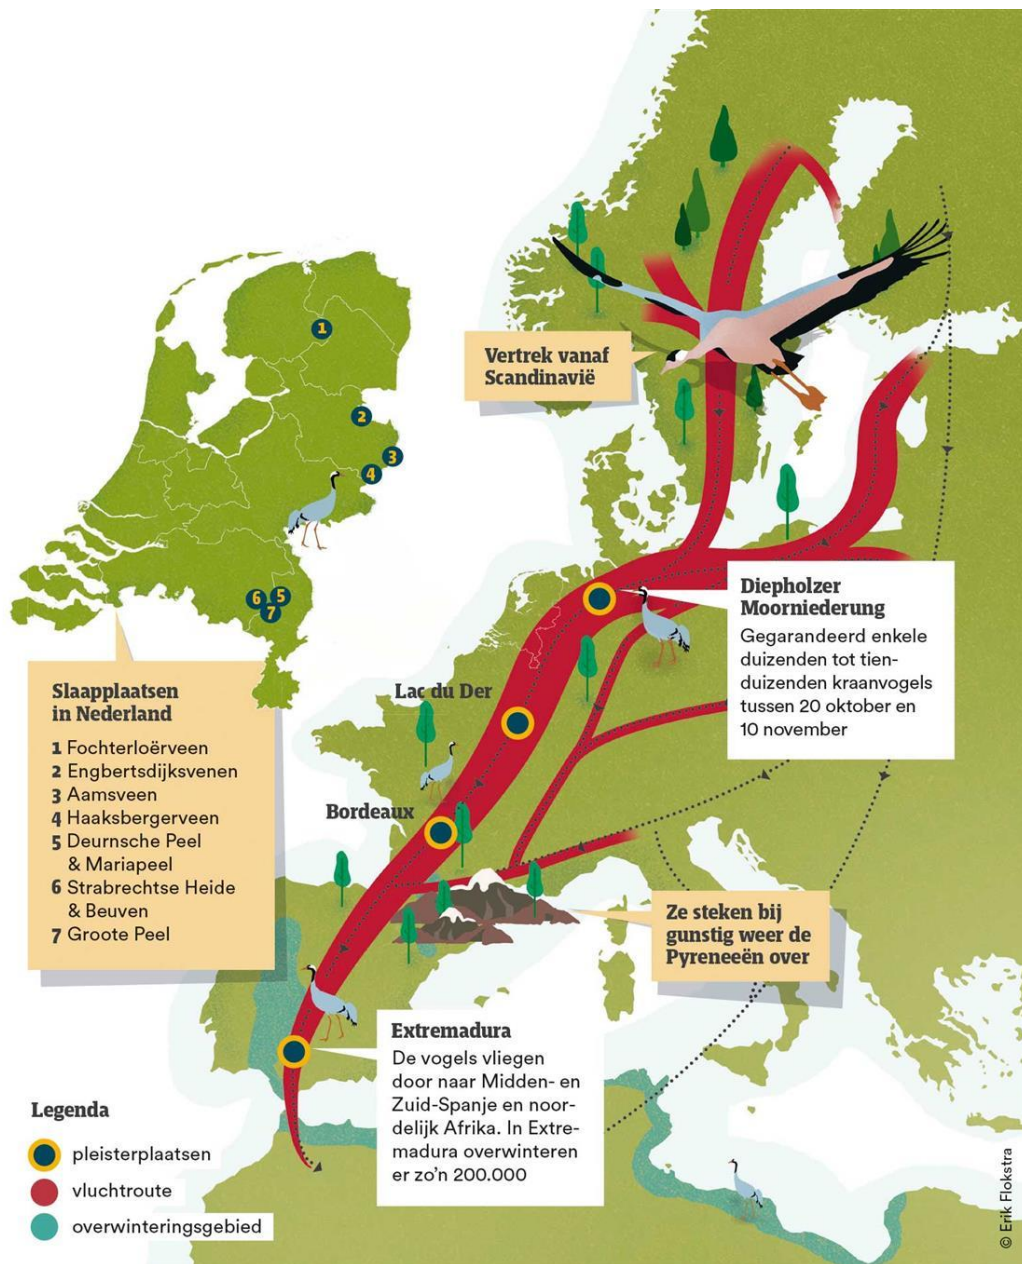 Vertrek vanaf
Scandinavië
1
2
3
4
5
6
7
Diepholzer
Moorniederung
Gegarandeerd enkele
duizenden tot tien-
duizenden kraanvogels
tussen 20 oktober en
10 november
Slaapplaatsen
in Nederland
1 Fochterloërveen
2 Engbertsdijksvenen
3 Aamsveen
4 Haaksbergerveen
5 Deurnsche Peel
& Mariapeel
6 Strabrechtse Heide
& Beuven
7 Groote Peel
Lac du Der
Bordeaux
Ze steken bij
gunstig weer de
Pyreneeën over
Extremadura
De vogels vliegen
door naar Midden- en
Zuid-Spanje en noor-
delijk Afrika. In Extre-
madura overwinteren
er zo'n 200.000
Legenda
pleisterplaatsen
vluchtroute
overwinteringsgebied
© Erik Flokstra